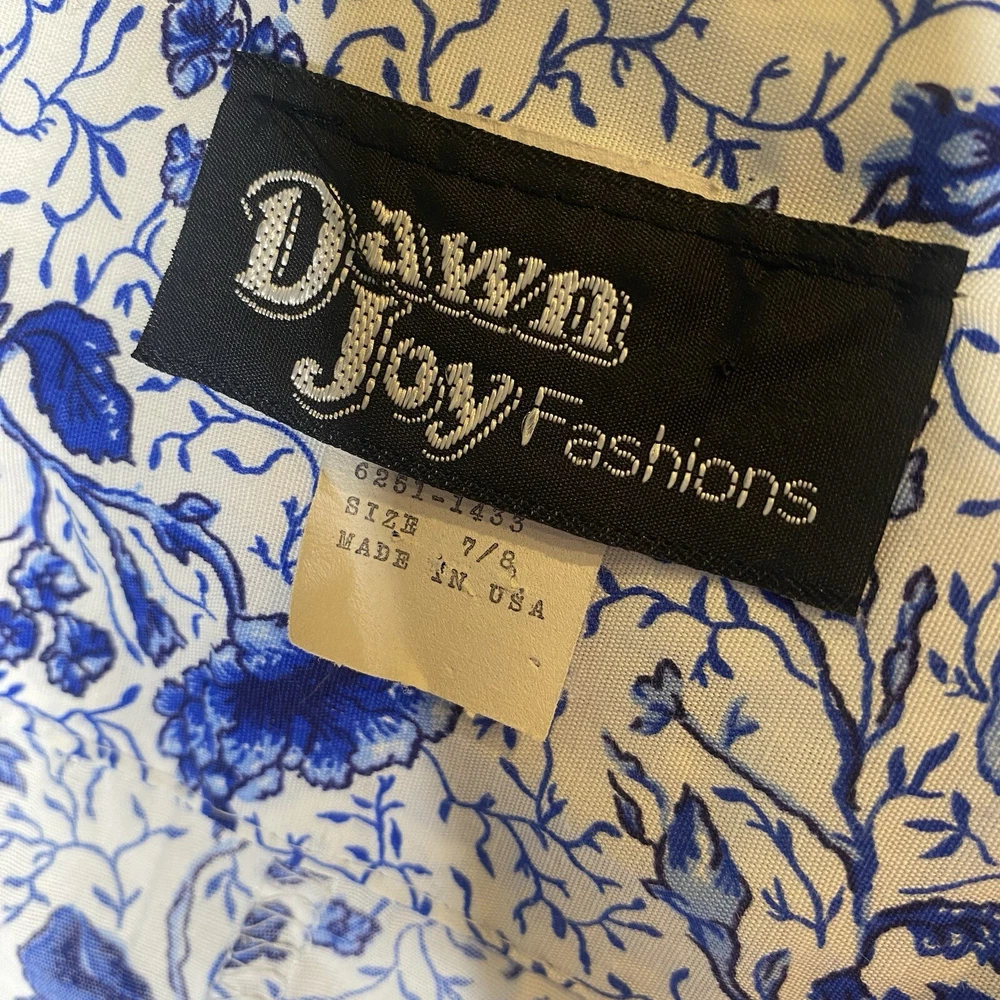 Dawn
Joy Fashions
6251-1433
SIZE 7/8
MADE IN USA